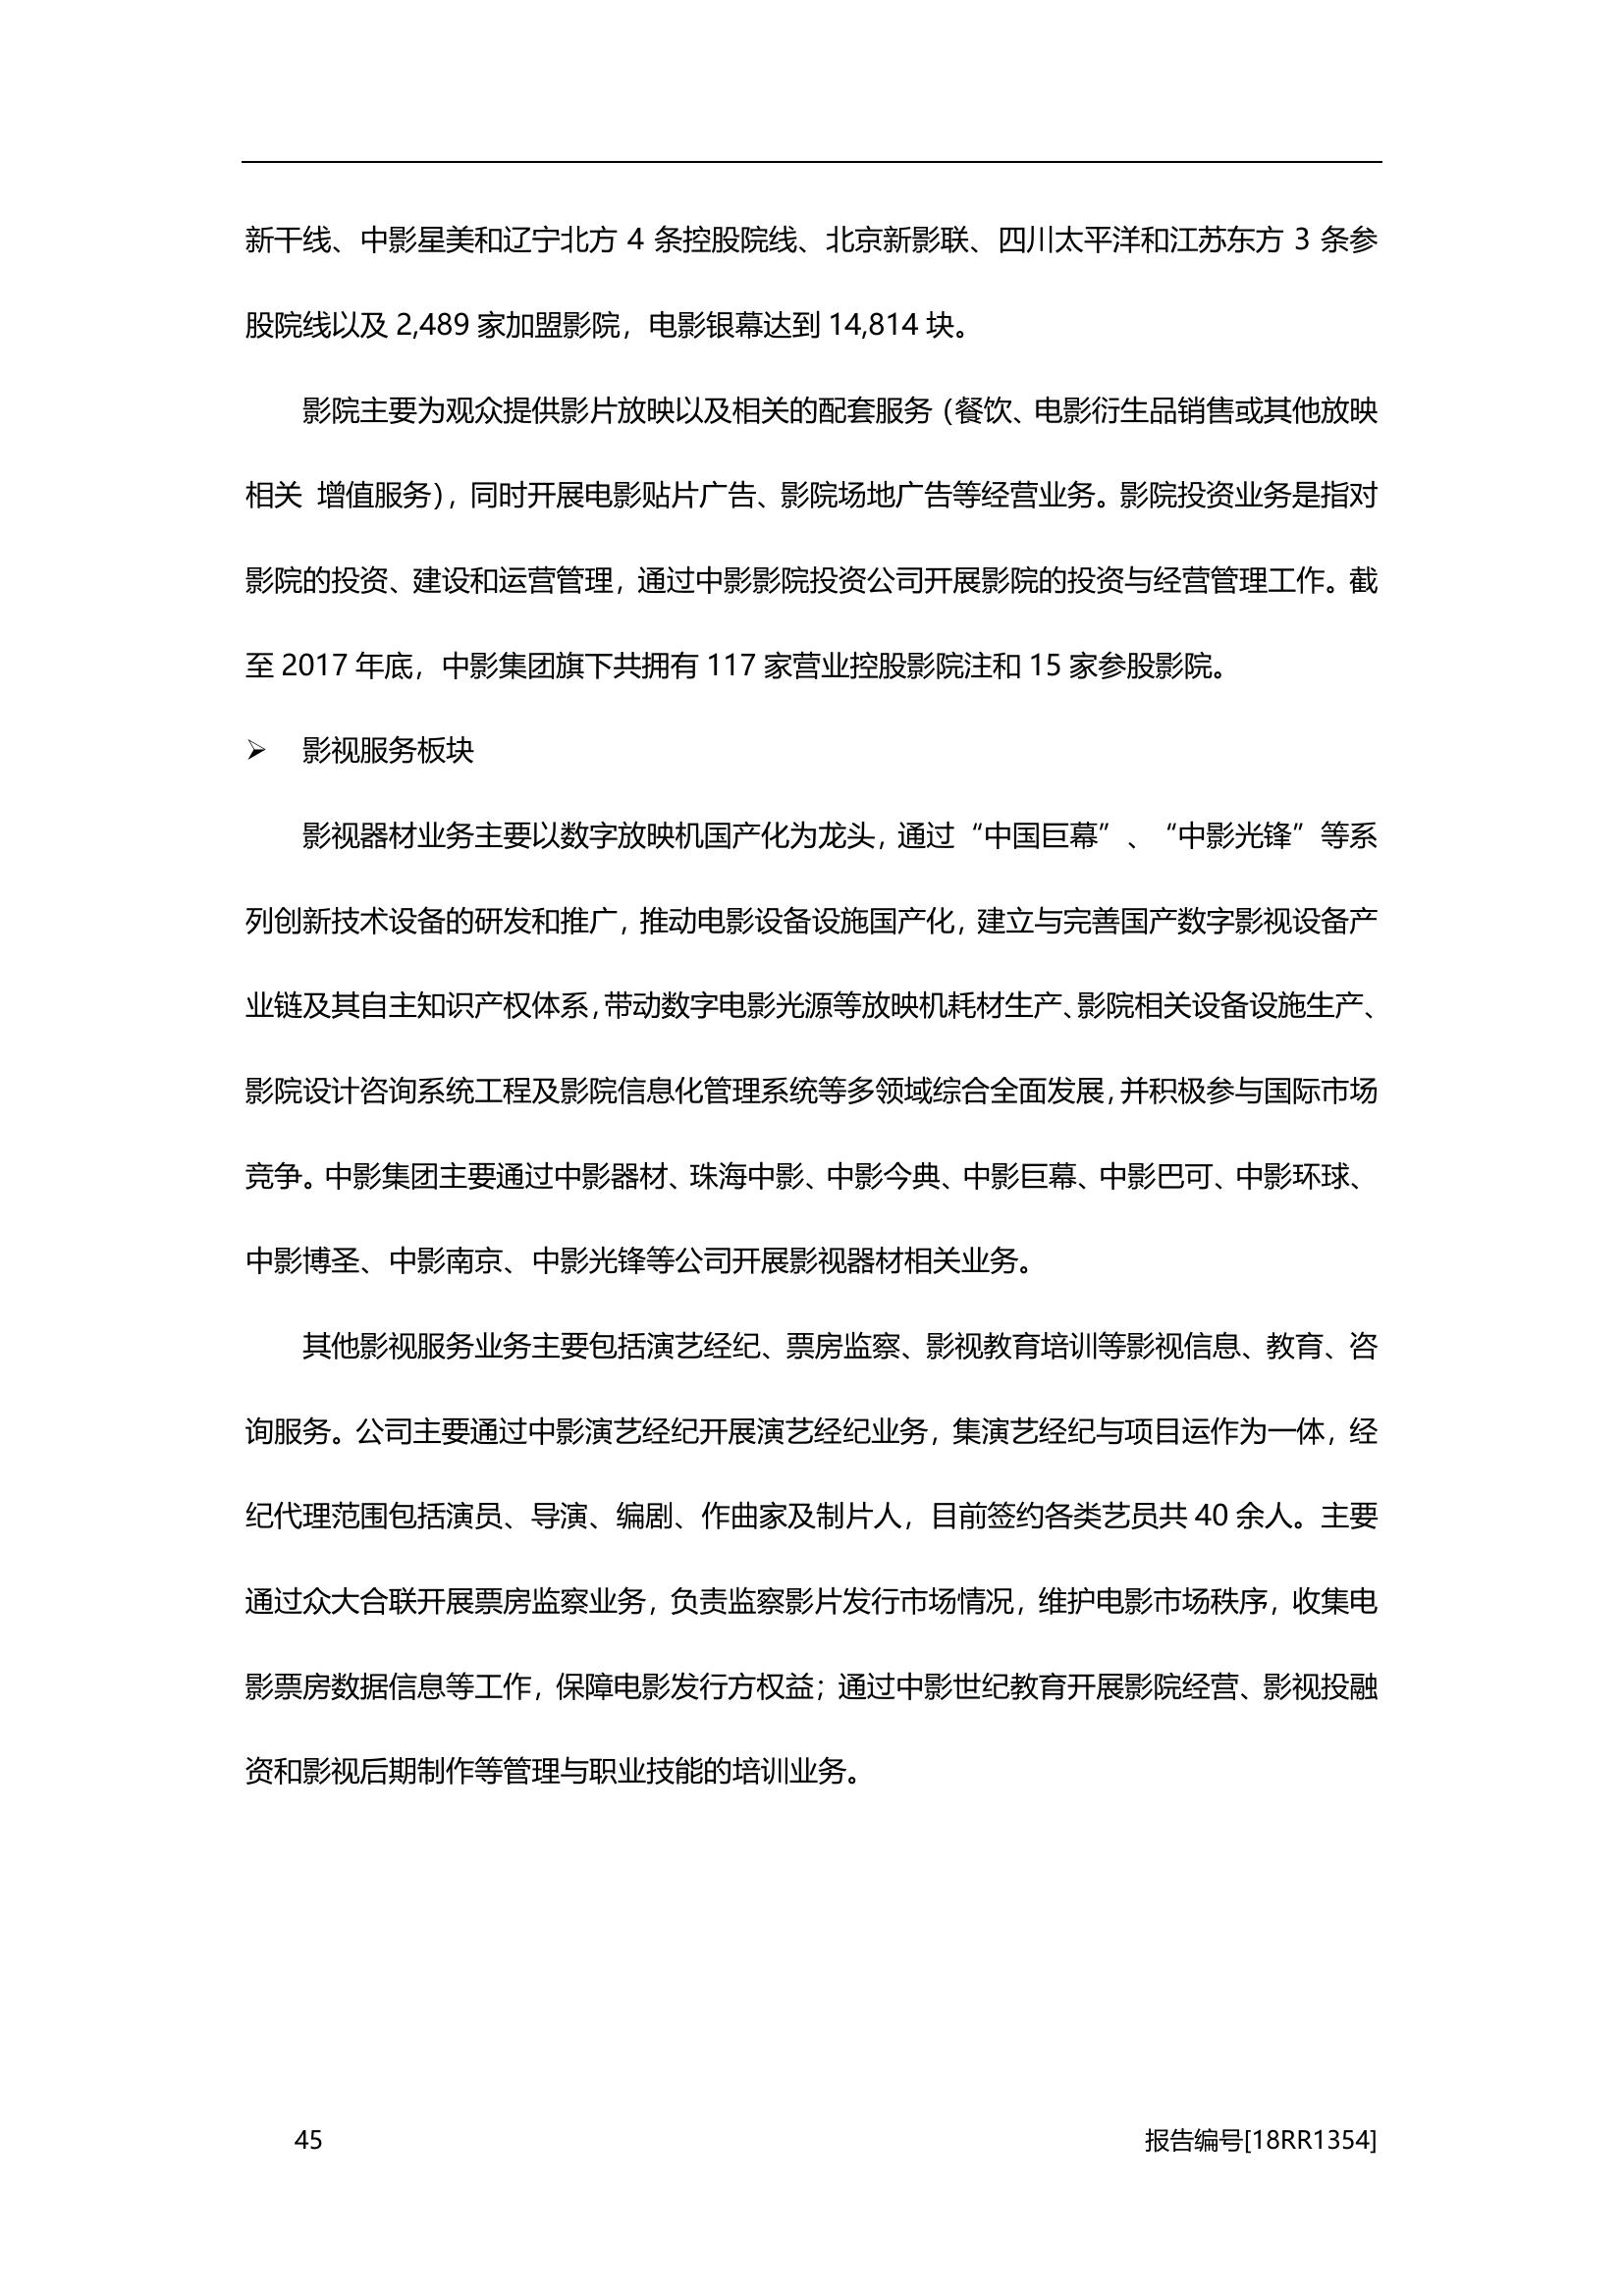 新干线、中影星美和辽宁北方 4 条控股院线、北京新影联、四川太平洋和江苏东方 3 条参
股院线以及 2,489 家加盟影院，电影银幕达到 14,814 块。
影院主要为观众提供影片放映以及相关的配套服务（餐饮、电影衍生品销售或其他放映
相关 增值服务），同时开展电影贴片广告、影院场地广告等经营业务。影院投资业务是指对
影院的投资、建设和运营管理，通过中影影院投资公司开展影院的投资与经营管理工作。截
至 2017 年底，中影集团旗下共拥有 117 家营业控股影院注和 15 家参股影院。
➢ 影视服务板块
影视器材业务主要以数字放映机国产化为龙头，通过“中国巨幕”、“中影光锋”等系
列创新技术设备的研发和推广，推动电影设备设施国产化，建立与完善国产数字影视设备产
业链及其自主知识产权体系，带动数字电影光源等放映机耗材生产、影院相关设备设施生产、
影院设计咨询系统工程及影院信息化管理系统等多领域综合全面发展，并积极参与国际市场
竞争。中影集团主要通过中影器材、珠海中影、中影今典、中影巨幕、中影巴可、中影环球、
中影博圣、中影南京、中影光锋等公司开展影视器材相关业务。
其他影视服务业务主要包括演艺经纪、票房监察、影视教育培训等影视信息、教育、咨
询服务。公司主要通过中影演艺经纪开展演艺经纪业务，集演艺经纪与项目运作为一体，经
纪代理范围包括演员、导演、编剧、作曲家及制片人，目前签约各类艺员共 40 余人。主要
通过众大合联开展票房监察业务，负责监察影片发行市场情况，维护电影市场秩序，收集电
影票房数据信息等工作，保障电影发行方权益；通过中影世纪教育开展影院经营、影视投融
资和影视后期制作等管理与职业技能的培训业务。
45 报告编号[18RR1354]